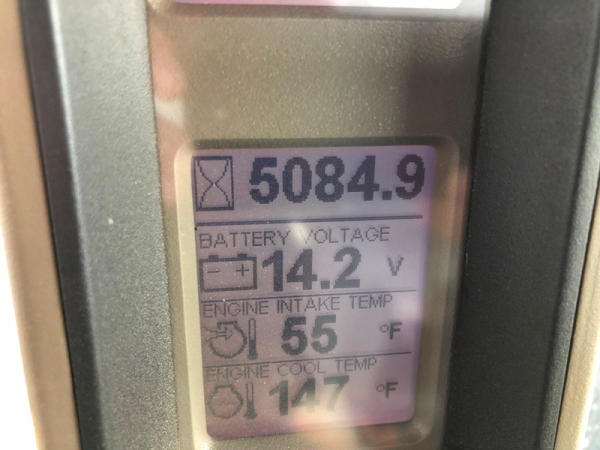 5084.9
BATTERY VOLTAGE
- + 14.2 V
ENGINE INTAKE TEMP
55 °F
ENGINE COOL TEMP
147 °F